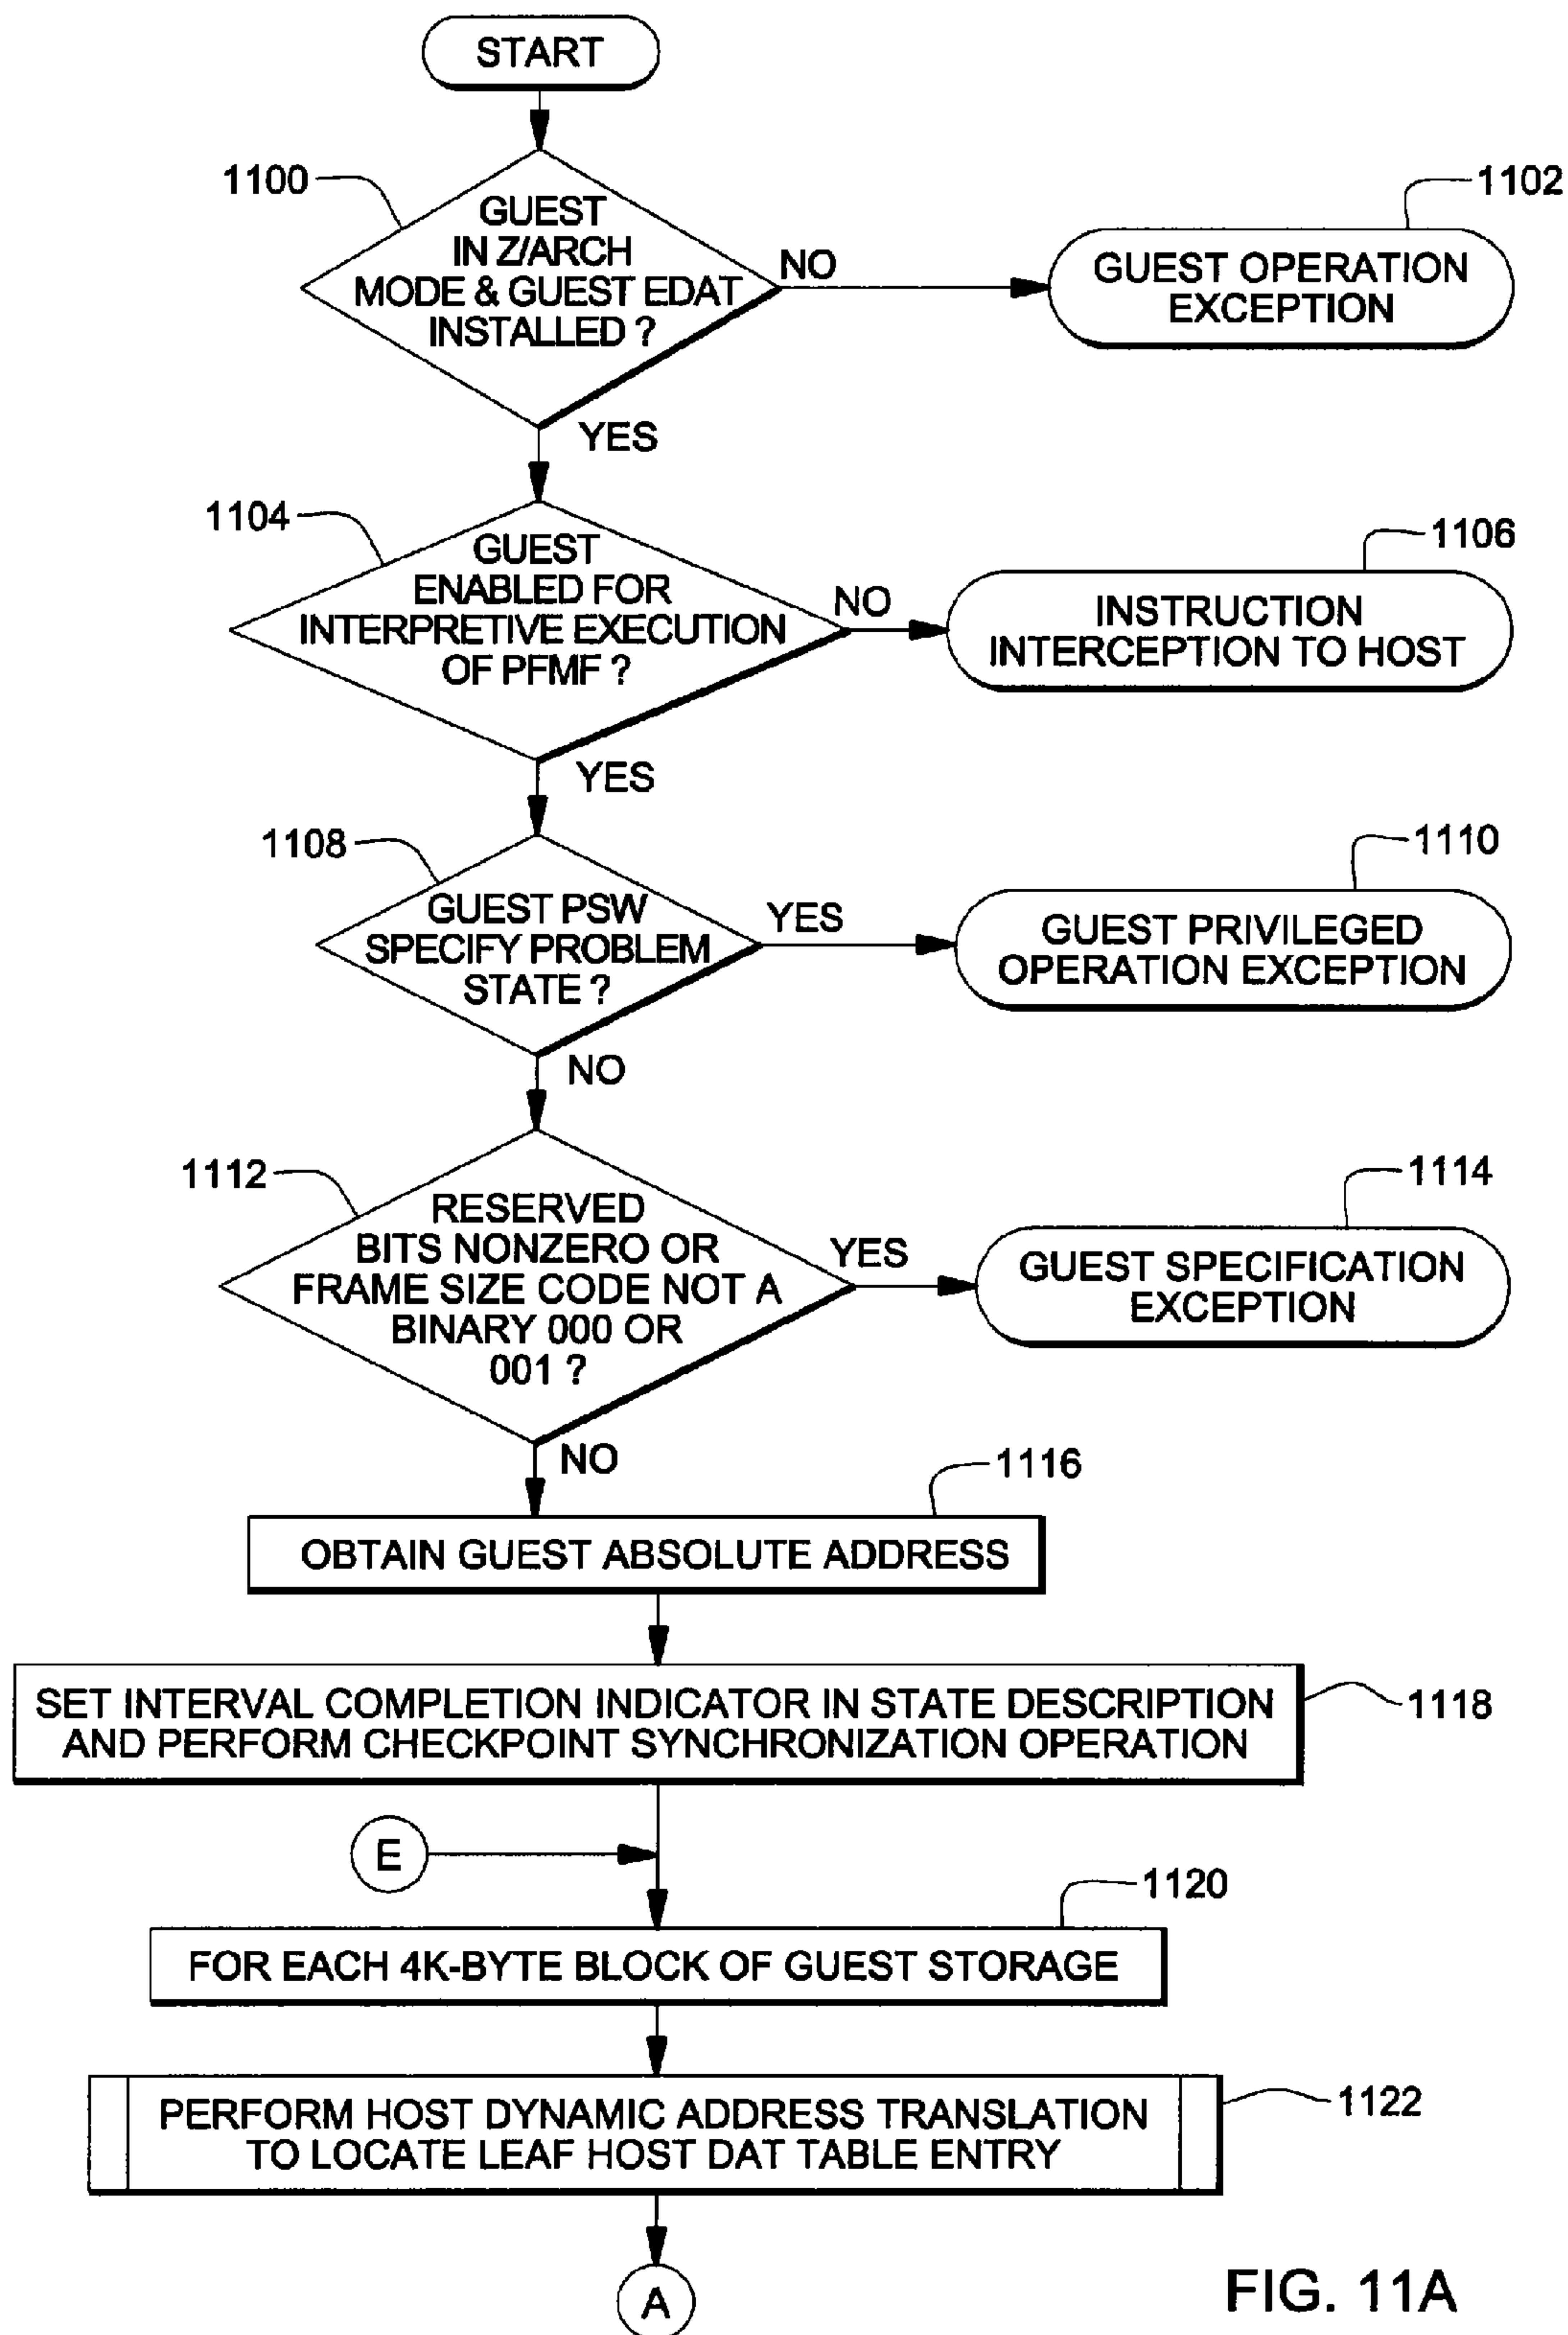 START
1100
GUEST
IN Z/ARCH
MODE & GUEST EDAT
INSTALLED ?
NO
1102
GUEST OPERATION
EXCEPTION
YES
1104
GUEST
ENABLED FOR
INTERPRETIVE EXECUTION
OF PFMF ?
NO
1106
INSTRUCTION
INTERCEPTION TO HOST
YES
1108
GUEST PSW
SPECIFY PROBLEM
STATE ?
YES
1110
GUEST PRIVILEGED
OPERATION EXCEPTION
NO
1112
RESERVED
BITS NONZERO OR
FRAME SIZE CODE NOT A
BINARY 000 OR
001 ?
YES
1114
GUEST SPECIFICATION
EXCEPTION
NO
1116
OBTAIN GUEST ABSOLUTE ADDRESS
SET INTERVAL COMPLETION INDICATOR IN STATE DESCRIPTION
AND PERFORM CHECKPOINT SYNCHRONIZATION OPERATION
1118
E
1120
FOR EACH 4K-BYTE BLOCK OF GUEST STORAGE
PERFORM HOST DYNAMIC ADDRESS TRANSLATION
TO LOCATE LEAF HOST DAT TABLE ENTRY
1122
A
FIG. 11A